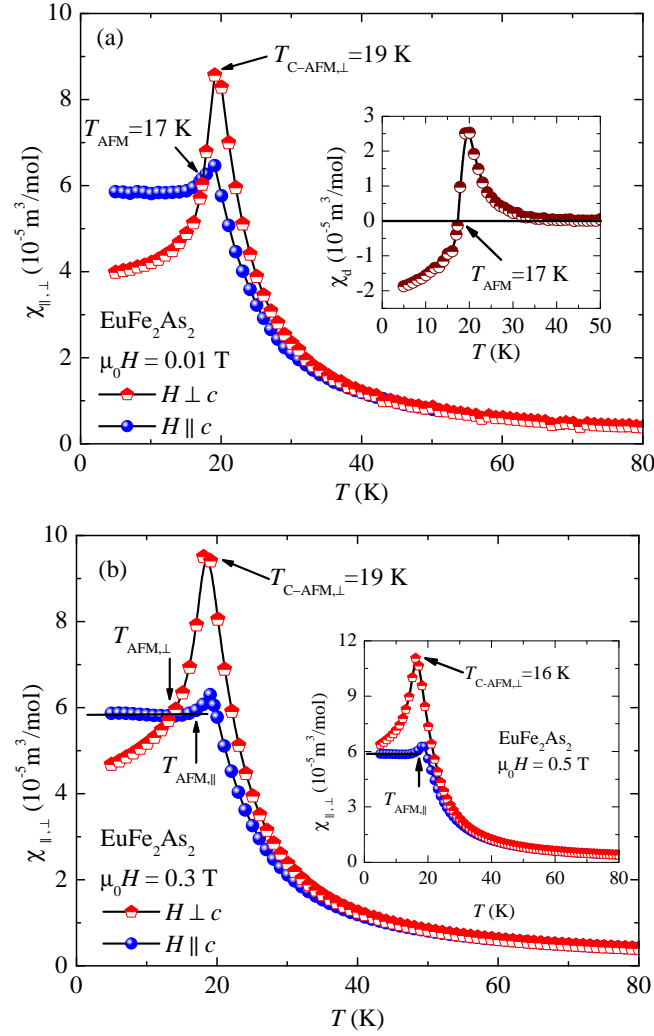 (a)
T_C−AFM,⊥=19 K
T_AFM=17 K
χ_∥,⊥ (10⁻⁵ m³/mol)
10
8
6
4
2
0
EuFe₂As₂
μ₀H = 0.01 T
H ⊥ c
H ∥ c
0 20 40 60 80
T (K)
χ_d (10⁻⁵ m³/mol)
3
2
1
0
-1
-2
T_AFM=17 K
0 10 20 30 40 50
T (K)
(b)
T_C−AFM,⊥=19 K
T_AFM,⊥
T_AFM,∥
χ_∥,⊥ (10⁻⁵ m³/mol)
10
8
6
4
2
0
EuFe₂As₂
μ₀H = 0.3 T
H ⊥ c
H ∥ c
0 20 40 60 80
T (K)
χ_∥,⊥ (10⁻⁵ m³/mol)
12
9
6
3
0
T_C−AFM,⊥=16 K
EuFe₂As₂
μ₀H = 0.5 T
T_AFM,∥
0 20 40 60 80
T (K)